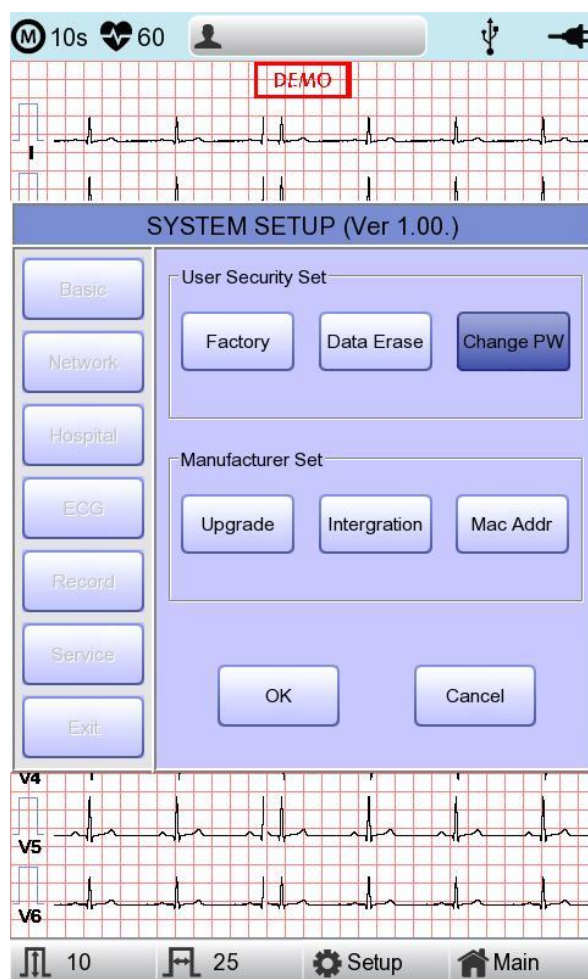 M 10s 60
DEMO
I
SYSTEM SETUP (Ver 1.00.)
Basic
Network
Hospital
ECG
Record
Service
Exit
User Security Set
Factory Data Erase Change PW
Manufacturer Set
Upgrade Intergration Mac Addr
OK Cancel
V4
V5
V6
10 25 Setup Main